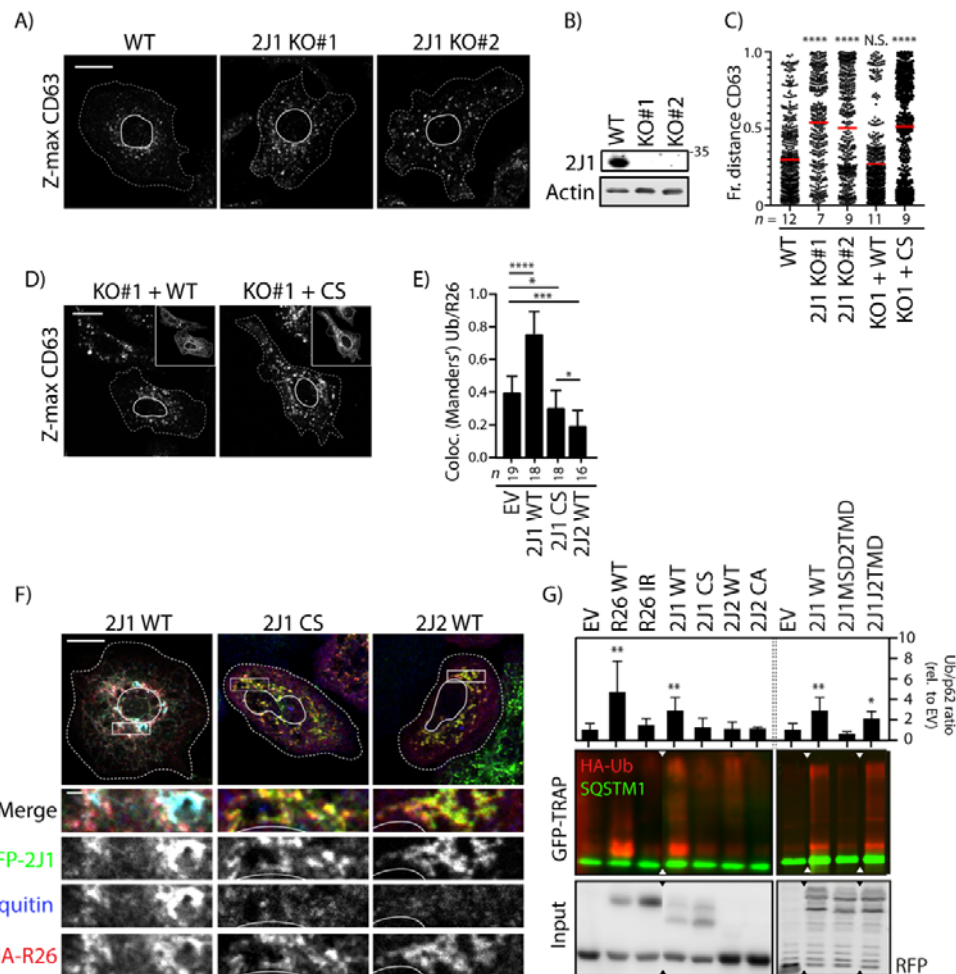 A)
WT
2J1 KO#1
2J1 KO#2
Z-max CD63
B)
WT
KO#1
KO#2
2J1
-35
Actin
C)
**** **** N.S. ****
Fr. distance CD63
1.0
0.5
0
n = 12 7 9 11 9
WT
2J1 KO#1
2J1 KO#2
KO1 + WT
KO1 + CS
D)
KO#1 + WT
KO#1 + CS
Z-max CD63
E)
****
*
***
*
Coloc. (Manders') Ub/R26
1.0
0.8
0.6
0.4
0.2
0.0
n 19 18 18 16
EV
2J1 WT
2J1 CS
2J2 WT
F)
2J1 WT
2J1 CS
2J2 WT
Merge
FP-2J1
quitin
A-R26
G)
EV
R26 WT
R26 IR
2J1 WT
2J1 CS
2J2 WT
2J2 CA
EV
2J1 WT
2J1MSD2TMD
2J1J2TMD
** ** ** *
10
8
6
4
2
0
Ub/p62 ratio
(rel. to EV)
GFP-TRAP
HA-Ub
SQSTM1
Input
RFP